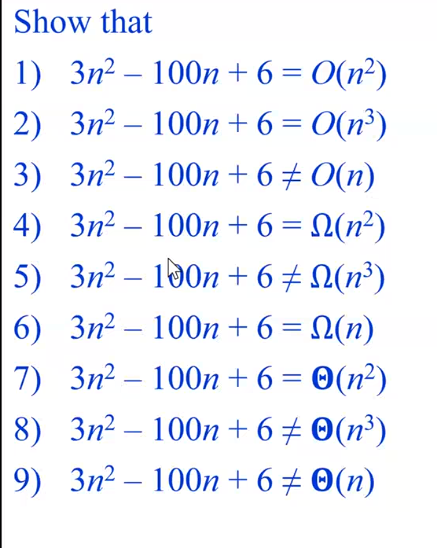 Show that
1) 3n² – 100n + 6 = O(n²)
2) 3n² – 100n + 6 = O(n³)
3) 3n² – 100n + 6 ≠ O(n)
4) 3n² – 100n + 6 = Ω(n²)
5) 3n² – 100n + 6 ≠ Ω(n³)
6) 3n² – 100n + 6 = Ω(n)
7) 3n² – 100n + 6 = Θ(n²)
8) 3n² – 100n + 6 ≠ Θ(n³)
9) 3n² – 100n + 6 ≠ Θ(n)